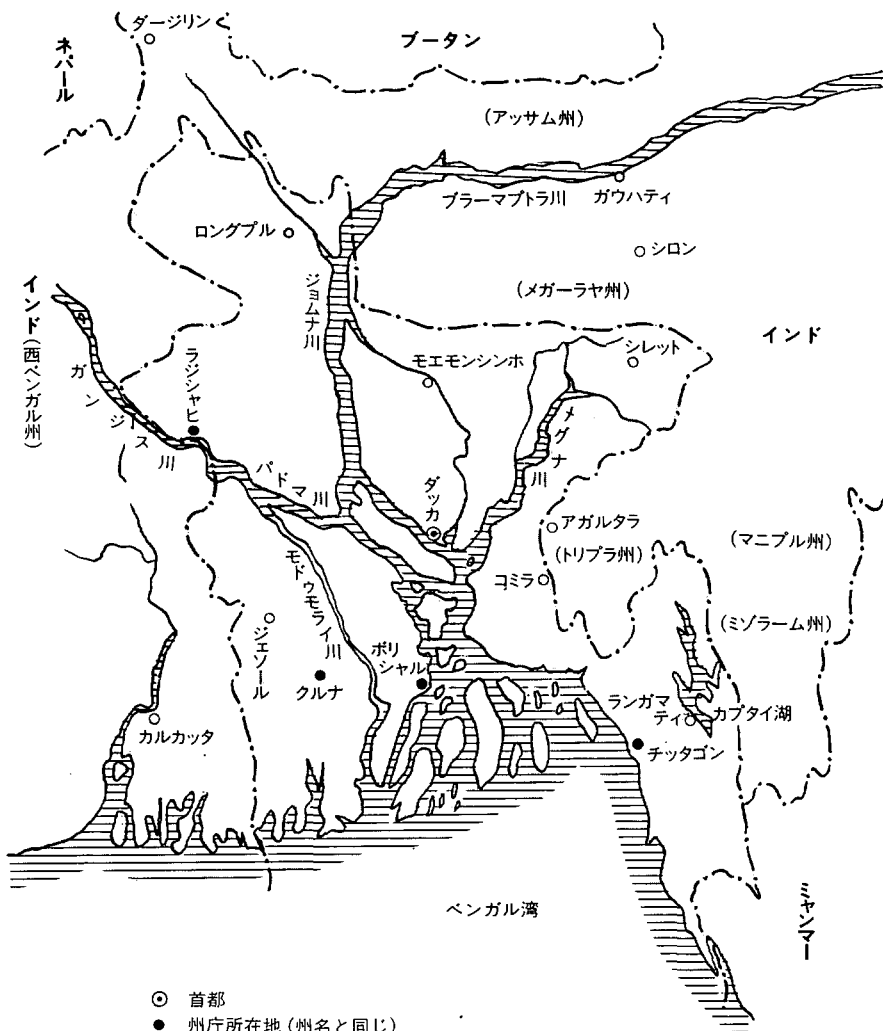 ダージリン
ネパール
ブータン
(アッサム州)
ブラーマプトラ川
ガウハティ
ロングプル
シロン
(メガーラヤ州)
ジョムナ川
インド(西ベンガル州)
インド
ラジシャヒ
モエモンシンホ
シレット
ガンジース川
メグナ川
パドマ川
ダッカ
アガルタラ
(トリプラ州)
(マニプル州)
コミラ
モドゥモライ川
(ミゾラーム州)
ジェソール
ボリ
シャル
クルナ
ランガマ
ティ
カプタイ湖
カルカッタ
チッタゴン
ベンガル湾
ミャンマー
首都
州庁所在地(州名と同じ)